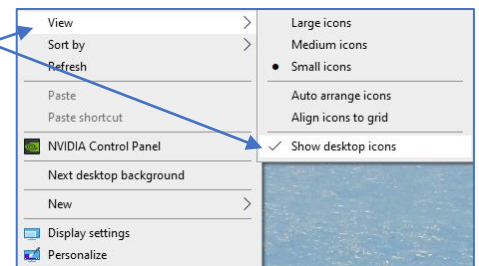 View
Sort by
Refresh
Paste
Paste shortcut
NVIDIA Control Panel
Next desktop background
New
Display settings
Personalize
Large icons
Medium icons
Small icons
Auto arrange icons
Align icons to grid
Show desktop icons